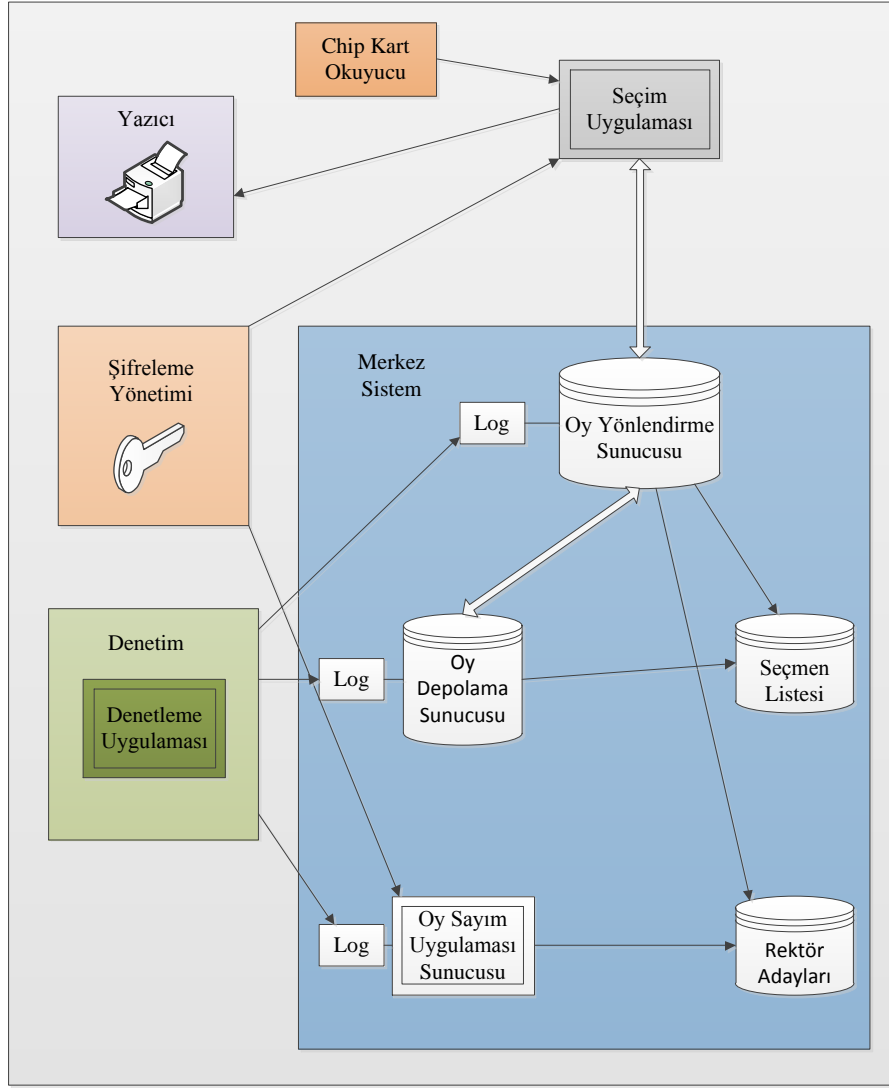 Chip Kart
Okuyucu
Seçim
Uygulaması
Yazıcı
Şifreleme
Yönetimi
Merkez
Sistem
Log
Oy Yönlendirme
Sunucusu
Denetim
Denetleme
Uygulaması
Log
Oy
Depolama
Sunucusu
Seçmen
Listesi
Log
Oy Sayım
Uygulaması
Sunucusu
Rektör
Adayları